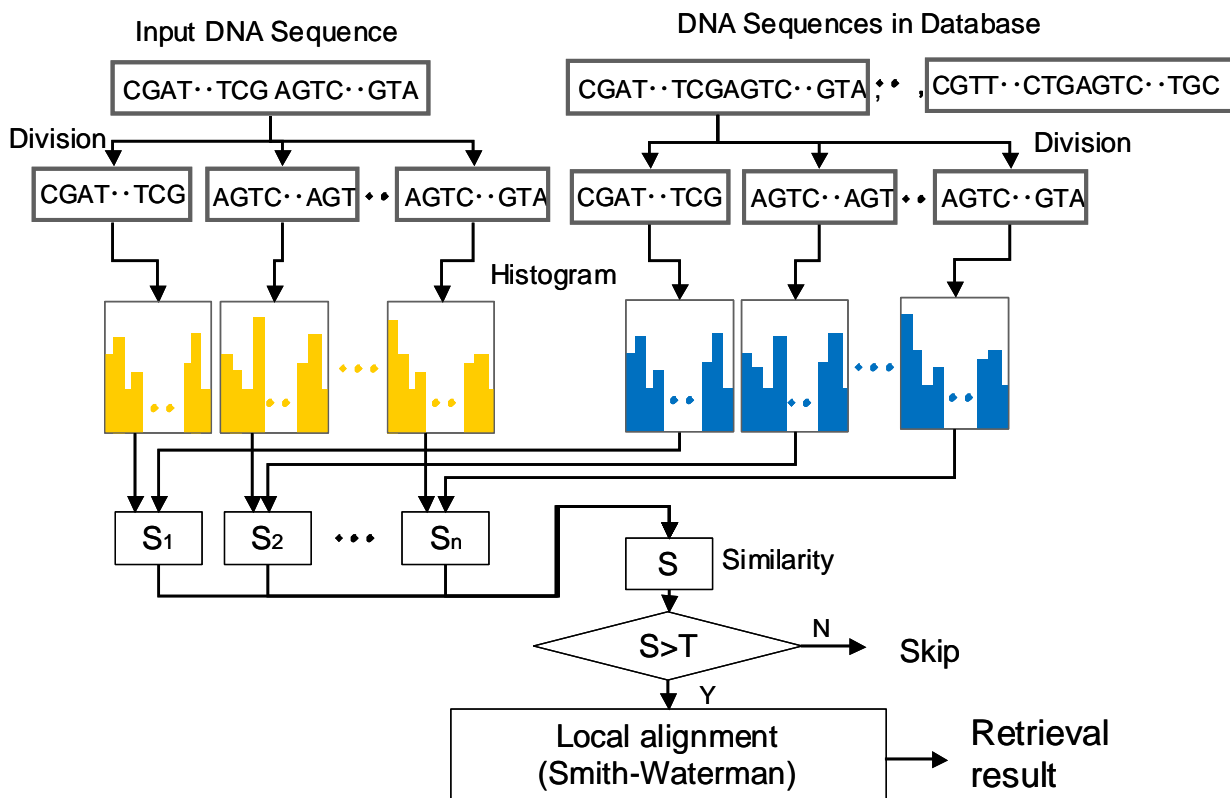 Input DNA Sequence
DNA Sequences in Database
CGAT··TCG AGTC··GTA
CGAT··TCGAGTC··GTA
, ·· ,
CGTT··CTGAGTC··TGC
Division
Division
CGAT··TCG
AGTC··AGT
··
AGTC··GTA
CGAT··TCG
AGTC··AGT
··
AGTC··GTA
Histogram
··
··
···
··
··
··
···
··
S1
S2
···
Sn
S
Similarity
S>T
N
Skip
Y
Local alignment
(Smith-Waterman)
Retrieval
result